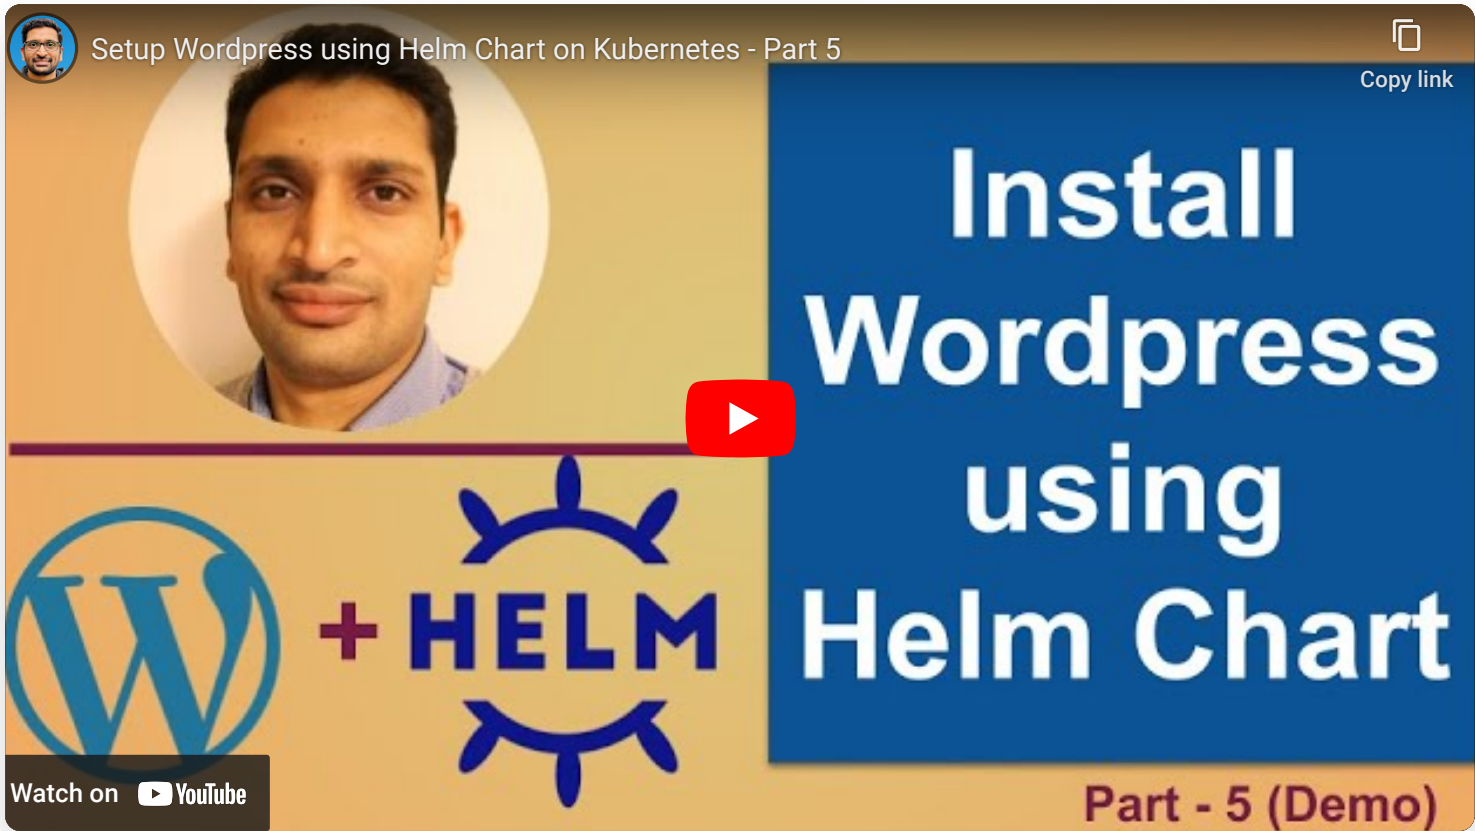 Setup Wordpress using Helm Chart on Kubernetes - Part 5
Copy link
Install
Wordpress
using
Helm Chart
W
+
HELM
Watch on YouTube
Part - 5 (Demo)